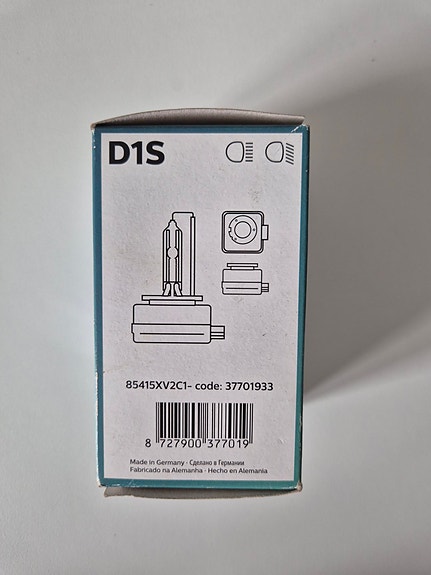 D1S
85415XV2C1- code: 37701933
8 727900 377019
Made in Germany · Сделано в Германии
Fabricado na Alemanha · Hecho en Alemania